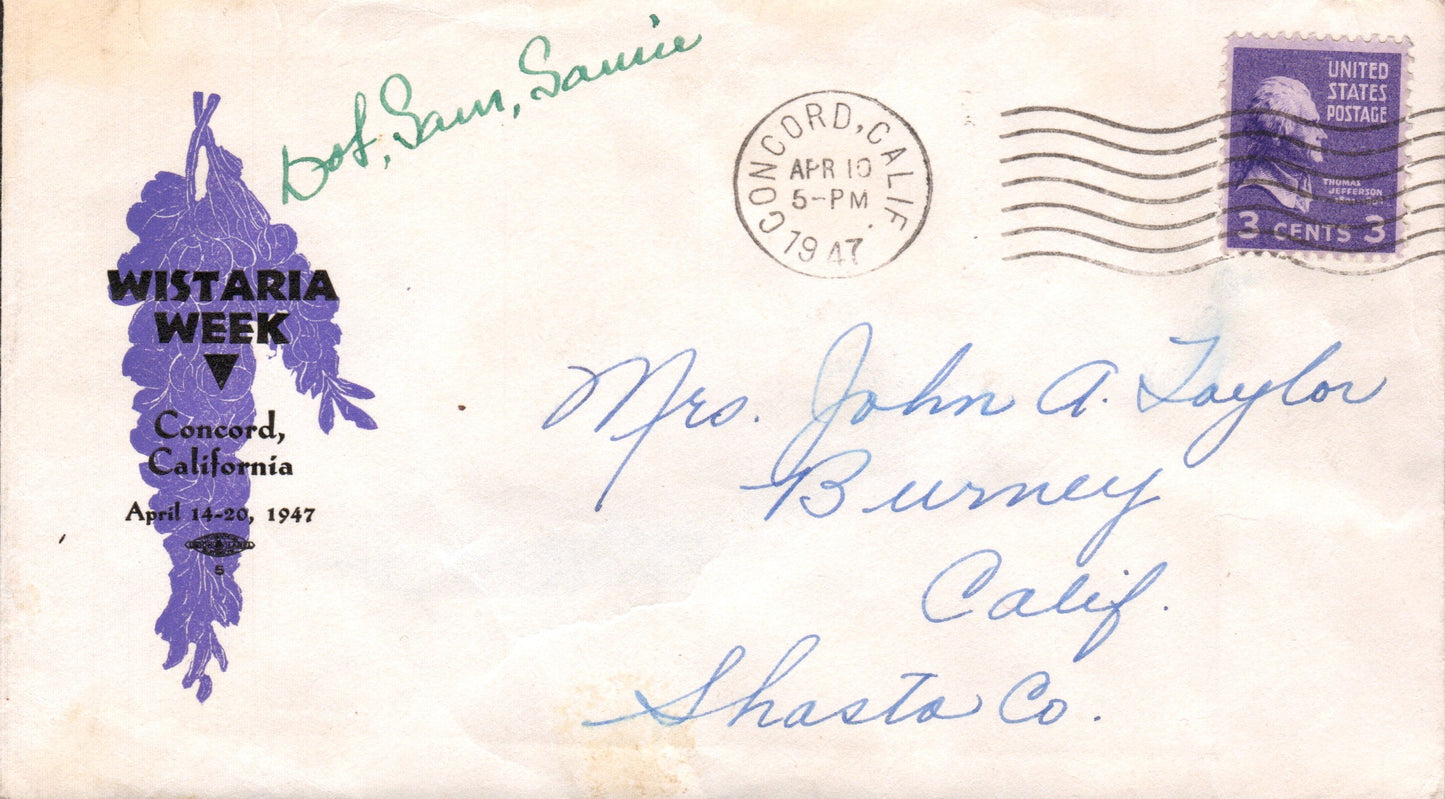 Dot, Sam, Samie
WISTARIA
WEEK
Concord,
California
April 14-20, 1947
5
CONCORD, CALIF.
APR 10
5-PM
1947
UNITED
STATES
POSTAGE
THOMAS
JEFFERSON
3 CENTS 3
Mrs. John A. Taylor
Burney
Calif.
Shasta Co.